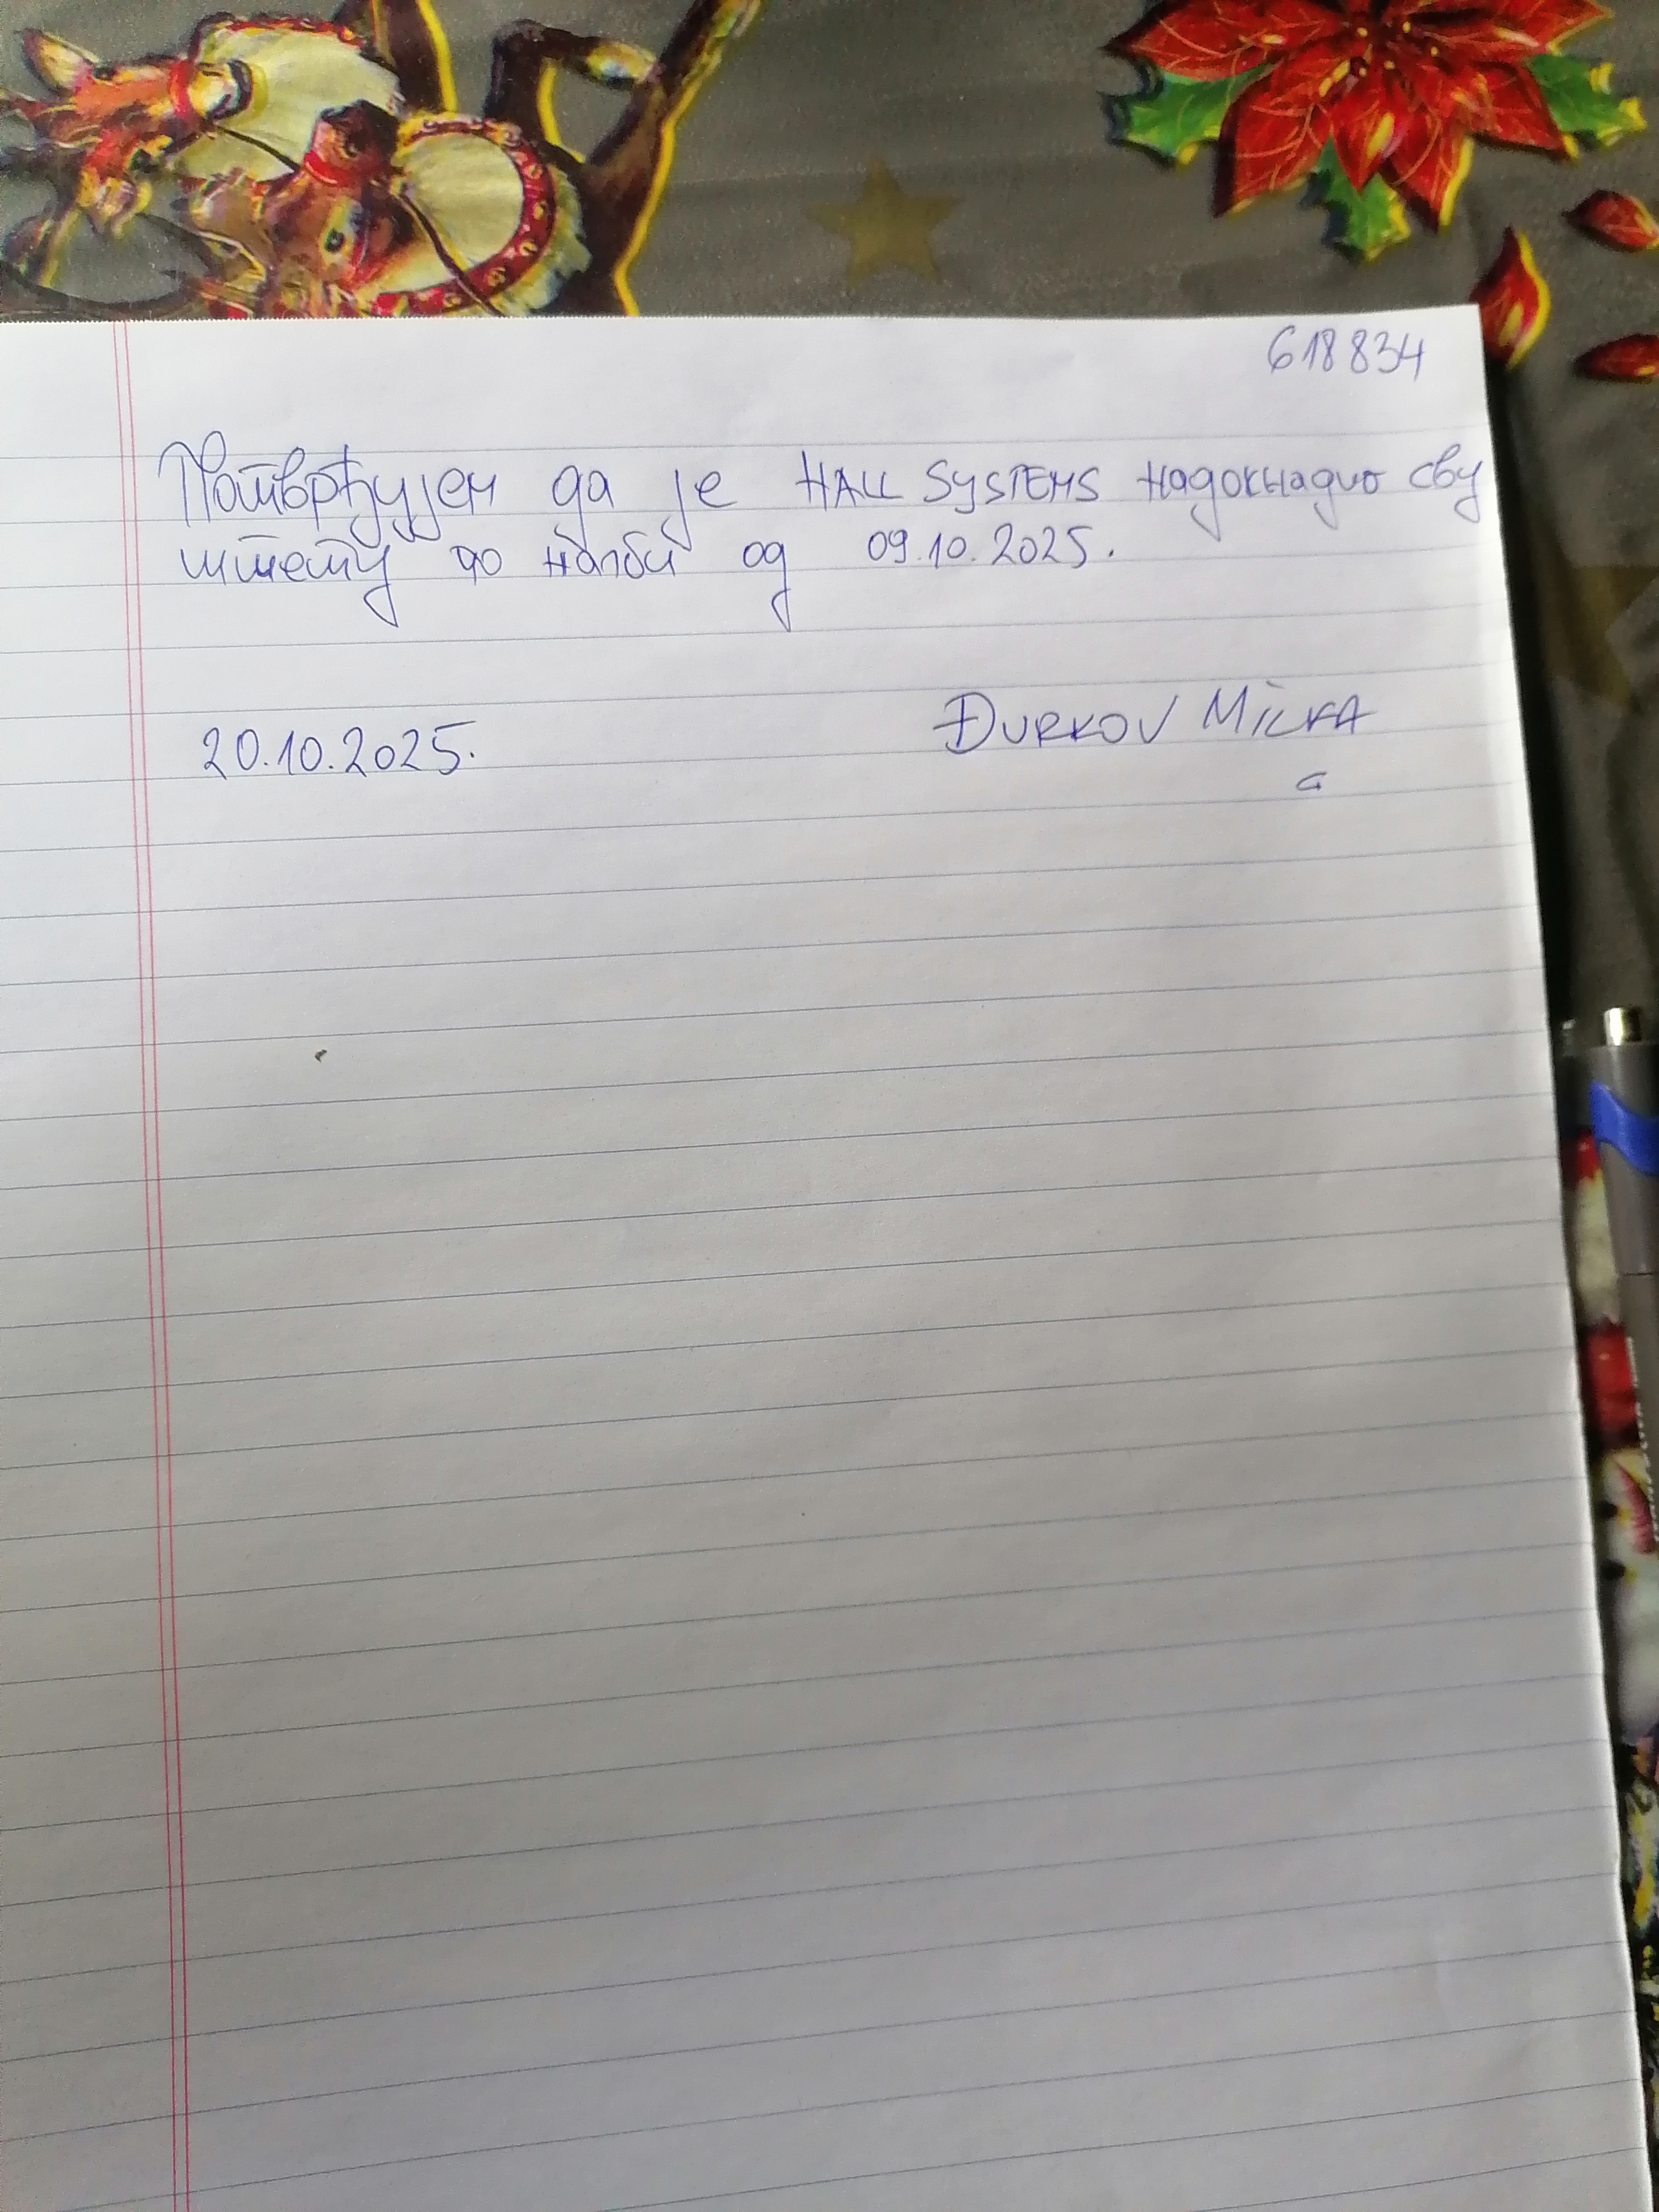 618834
Потврђујем да је HALL SYSTEMS надокнадио сву
штету по од 09.10.2025.
ĐURKOV MILKA
20.10.2025.